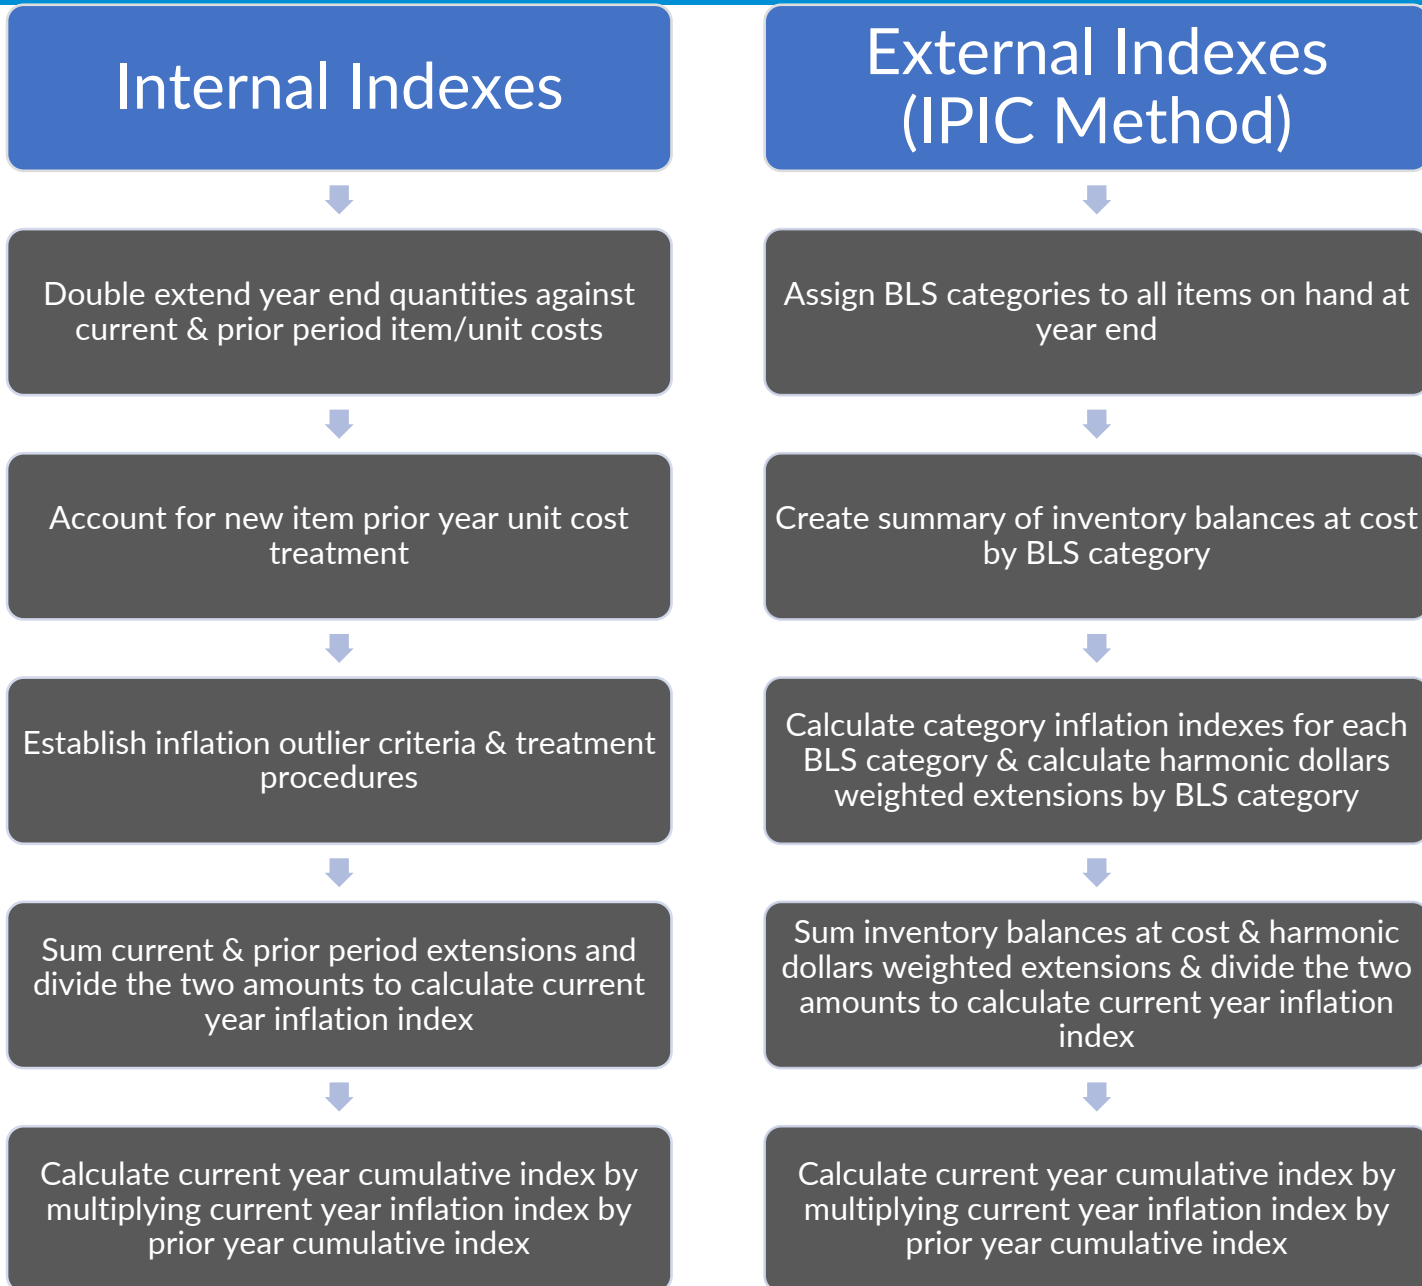 Internal Indexes
Double extend year end quantities against
current & prior period item/unit costs
Account for new item prior year unit cost
treatment
Establish inflation outlier criteria & treatment
procedures
Sum current & prior period extensions and
divide the two amounts to calculate current
year inflation index
Calculate current year cumulative index by
multiplying current year inflation index by
prior year cumulative index
External Indexes
(IPIC Method)
Assign BLS categories to all items on hand at
year end
Create summary of inventory balances at cost
by BLS category
Calculate category inflation indexes for each
BLS category & calculate harmonic dollars
weighted extensions by BLS category
Sum inventory balances at cost & harmonic
dollars weighted extensions & divide the two
amounts to calculate current year inflation
index
Calculate current year cumulative index by
multiplying current year inflation index by
prior year cumulative index